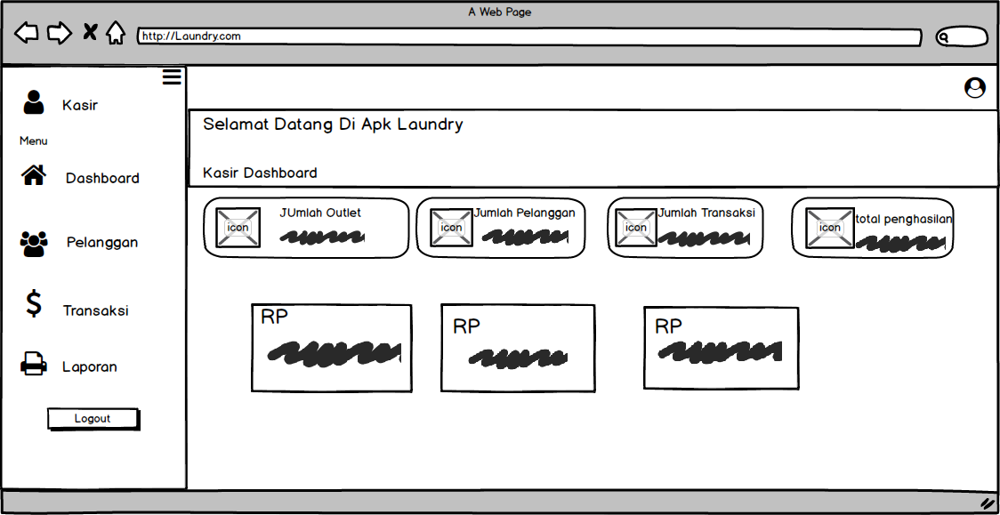 A Web Page
http://Laundry.com
Kasir
Menu
Dashboard
Pelanggan
Transaksi
Laporan
Logout
Selamat Datang Di Apk Laundry
Kasir Dashboard
icon
JUmlah Outlet
icon
Jumlah Pelanggan
icon
Jumlah Transaksi
icon
total penghasilan
RP
RP
RP